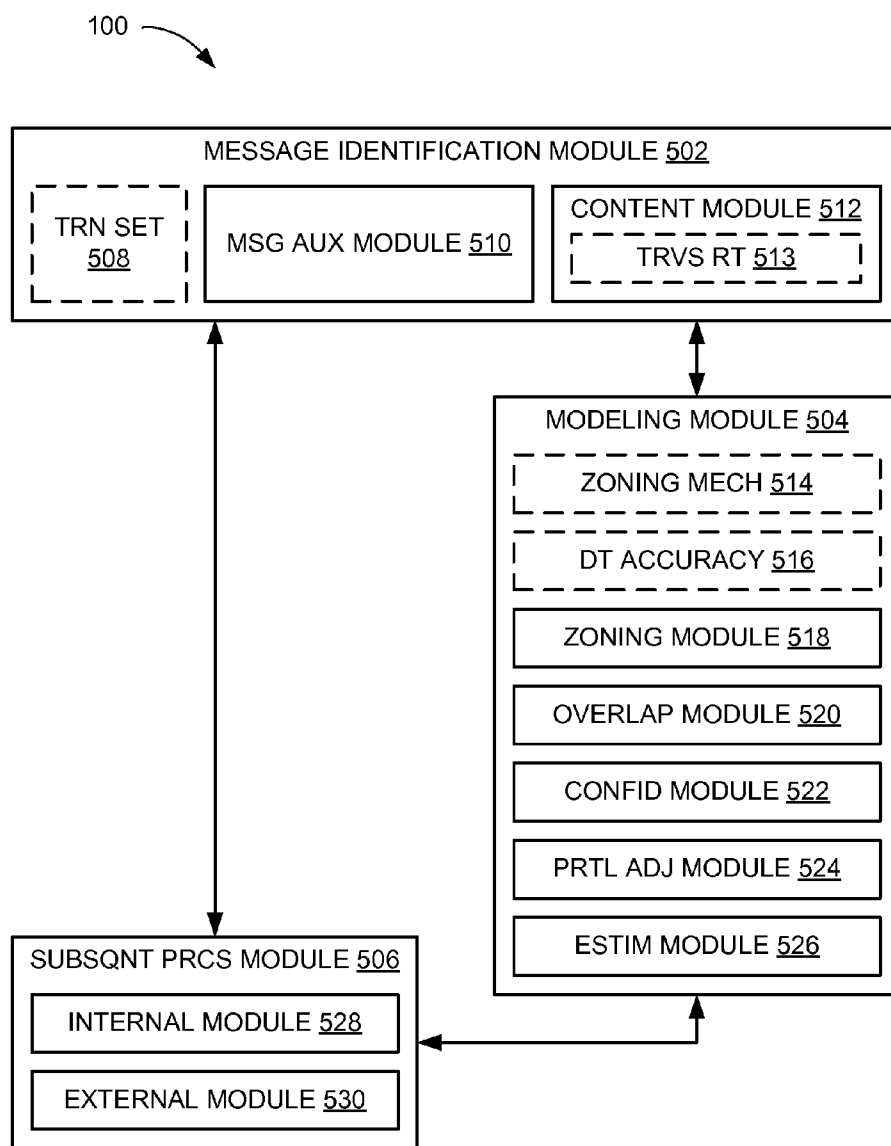 100
MESSAGE IDENTIFICATION MODULE 502
TRN SET
508
MSG AUX MODULE 510
CONTENT MODULE 512
TRVS RT 513
MODELING MODULE 504
ZONING MECH 514
DT ACCURACY 516
ZONING MODULE 518
OVERLAP MODULE 520
CONFID MODULE 522
PRTL ADJ MODULE 524
ESTIM MODULE 526
SUBSQNT PRCS MODULE 506
INTERNAL MODULE 528
EXTERNAL MODULE 530